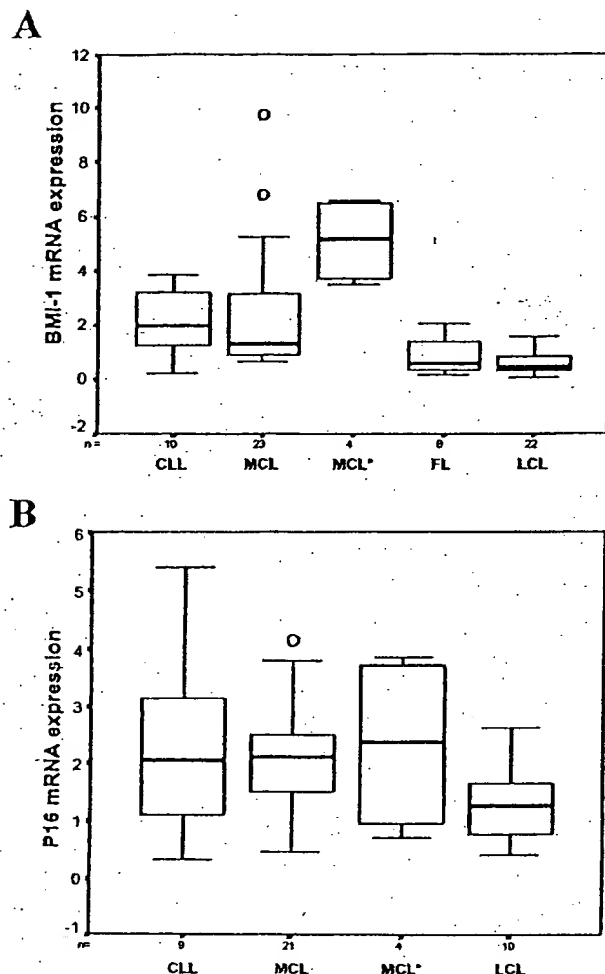 A
BMI-1 mRNA expression
12
10
8
6
4
2
0
-2
n= 10 23 4 8 22
CLL MCL MCL* FL LCL
B
P16 mRNA expression
6
5
4
3
2
1
0
-1
n= 9 21 4 10
CLL MCL MCL* LCL